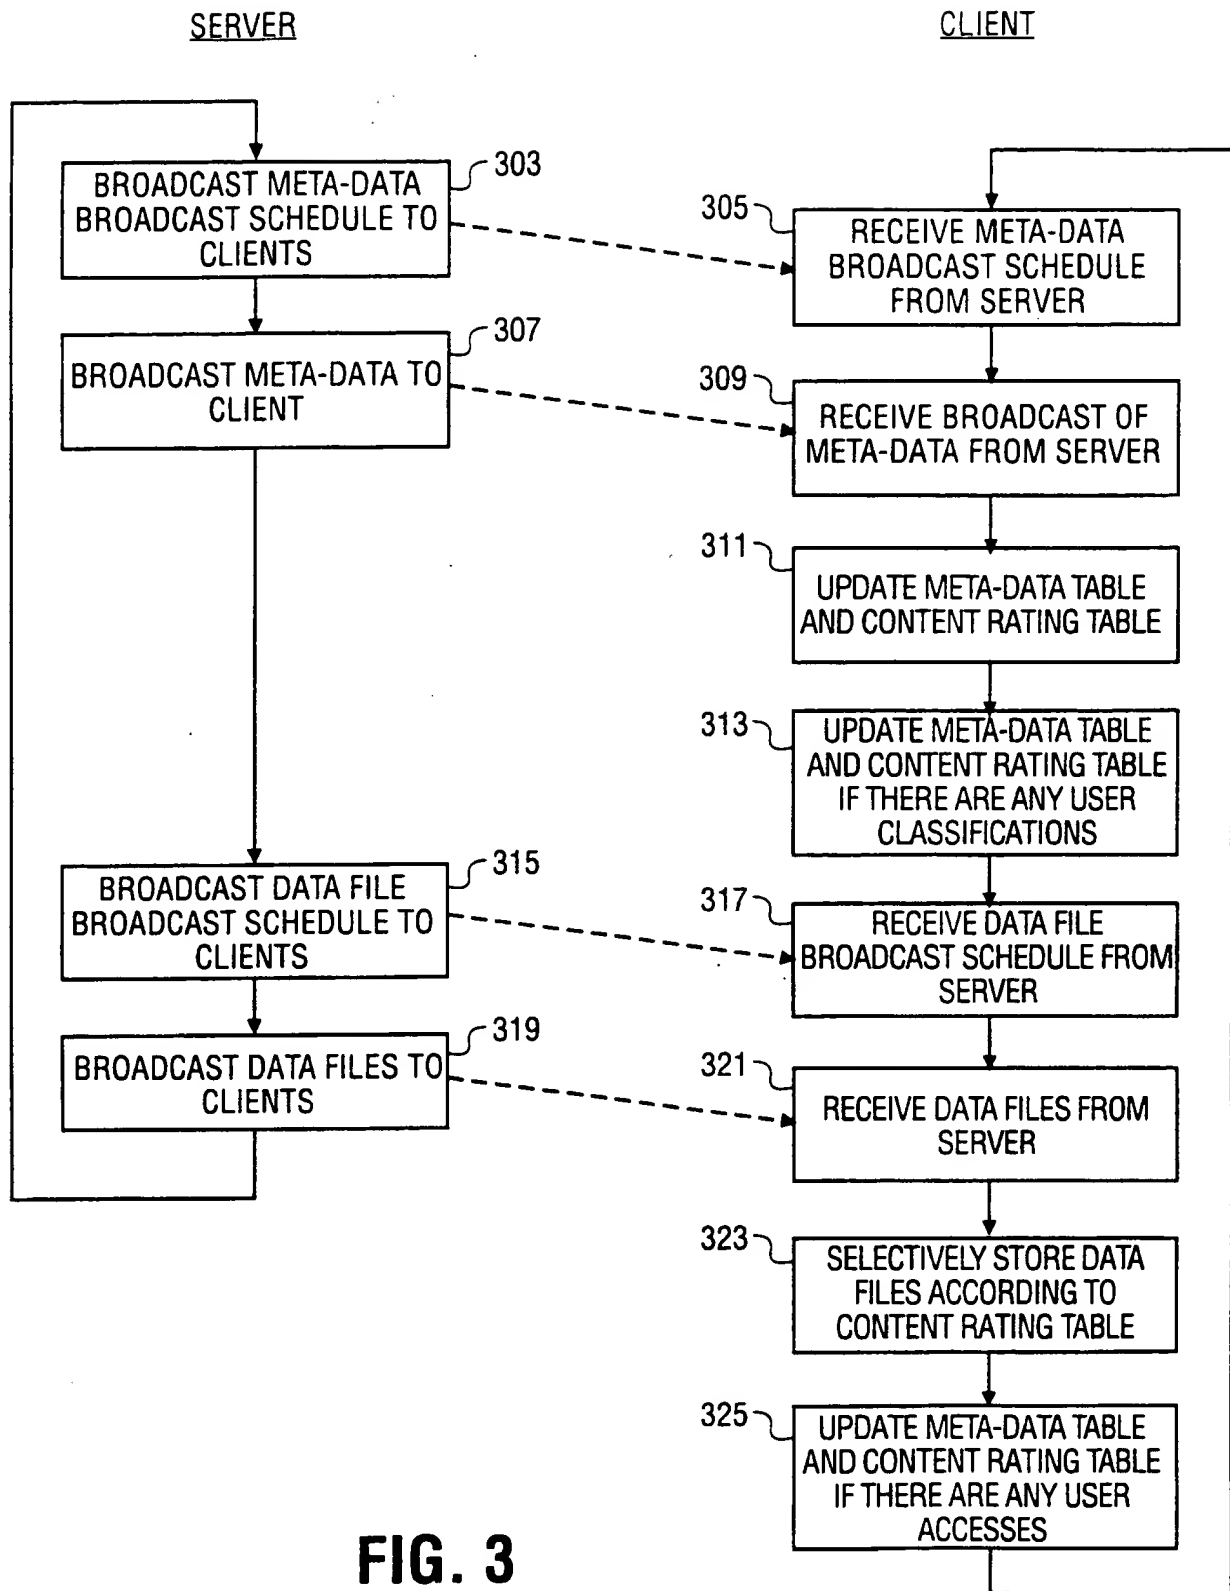 SERVER
CLIENT
303
BROADCAST META-DATA
BROADCAST SCHEDULE TO
CLIENTS
305
RECEIVE META-DATA
BROADCAST SCHEDULE
FROM SERVER
307
BROADCAST META-DATA TO
CLIENT
309
RECEIVE BROADCAST OF
META-DATA FROM SERVER
311
UPDATE META-DATA TABLE
AND CONTENT RATING TABLE
313
UPDATE META-DATA TABLE
AND CONTENT RATING TABLE
IF THERE ARE ANY USER
CLASSIFICATIONS
315
BROADCAST DATA FILE
BROADCAST SCHEDULE TO
CLIENTS
317
RECEIVE DATA FILE
BROADCAST SCHEDULE FROM
SERVER
319
BROADCAST DATA FILES TO
CLIENTS
321
RECEIVE DATA FILES FROM
SERVER
323
SELECTIVELY STORE DATA
FILES ACCORDING TO
CONTENT RATING TABLE
325
UPDATE META-DATA TABLE
AND CONTENT RATING TABLE
IF THERE ARE ANY USER
ACCESSES
FIG. 3